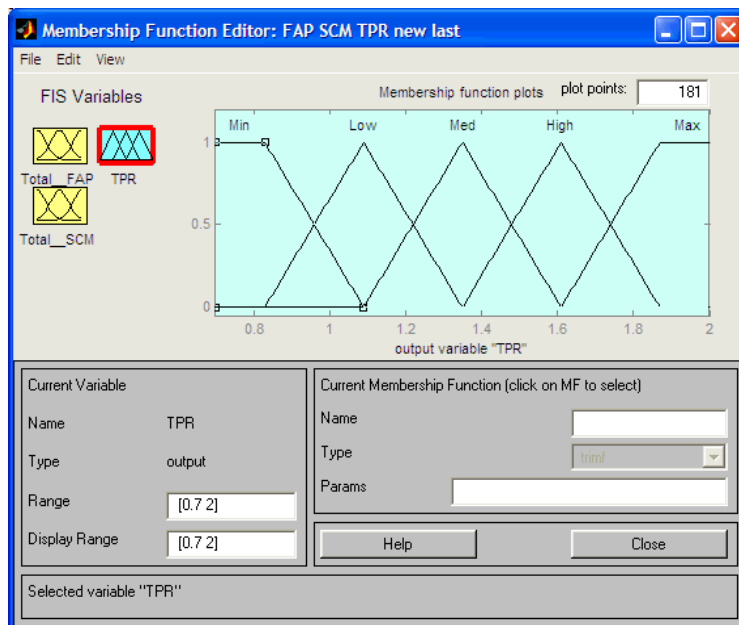 Membership Function Editor: FAP SCM TPR new last
File Edit View
FIS Variables
Membership function plots
plot points:
181
Total__FAP
TPR
Total__SCM
Min
Low
Med
High
Max
1
0.5
0
0.8
1
1.2
1.4
1.6
1.8
2
output variable "TPR"
Current Variable
Name TPR
Type output
Range [0.7 2]
Display Range [0.7 2]
Current Membership Function (click on MF to select)
Name
Type trimf
Params
Help
Close
Selected variable "TPR"